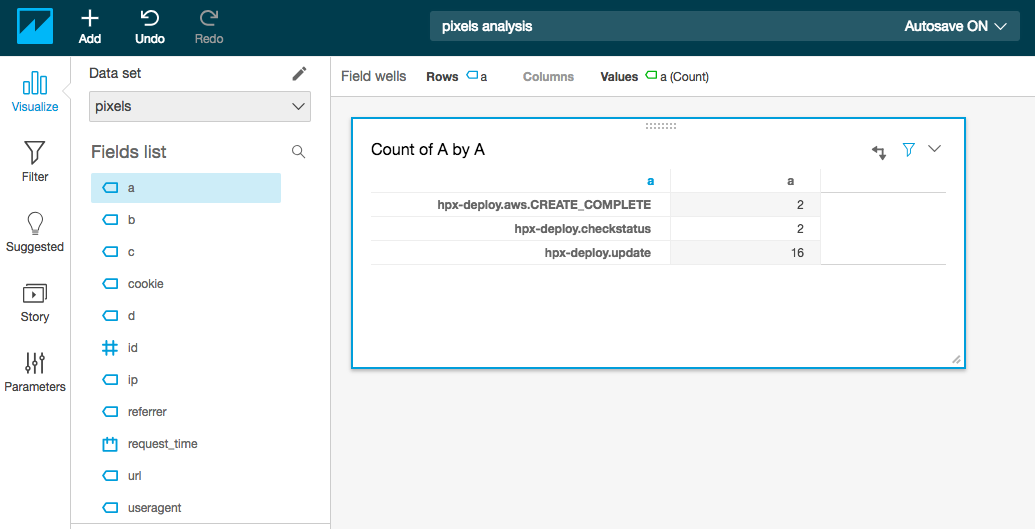 Add
Undo
Redo
pixels analysis
Autosave ON
Visualize
Filter
Suggested
Story
Parameters
Data set
pixels
Fields list
a
b
c
cookie
d
id
ip
referrer
request_time
url
useragent
Field wells Rows a Columns Values a (Count)
Count of A by A
a a
hpx-deploy.aws.CREATE_COMPLETE 2
hpx-deploy.checkstatus 2
hpx-deploy.update 16